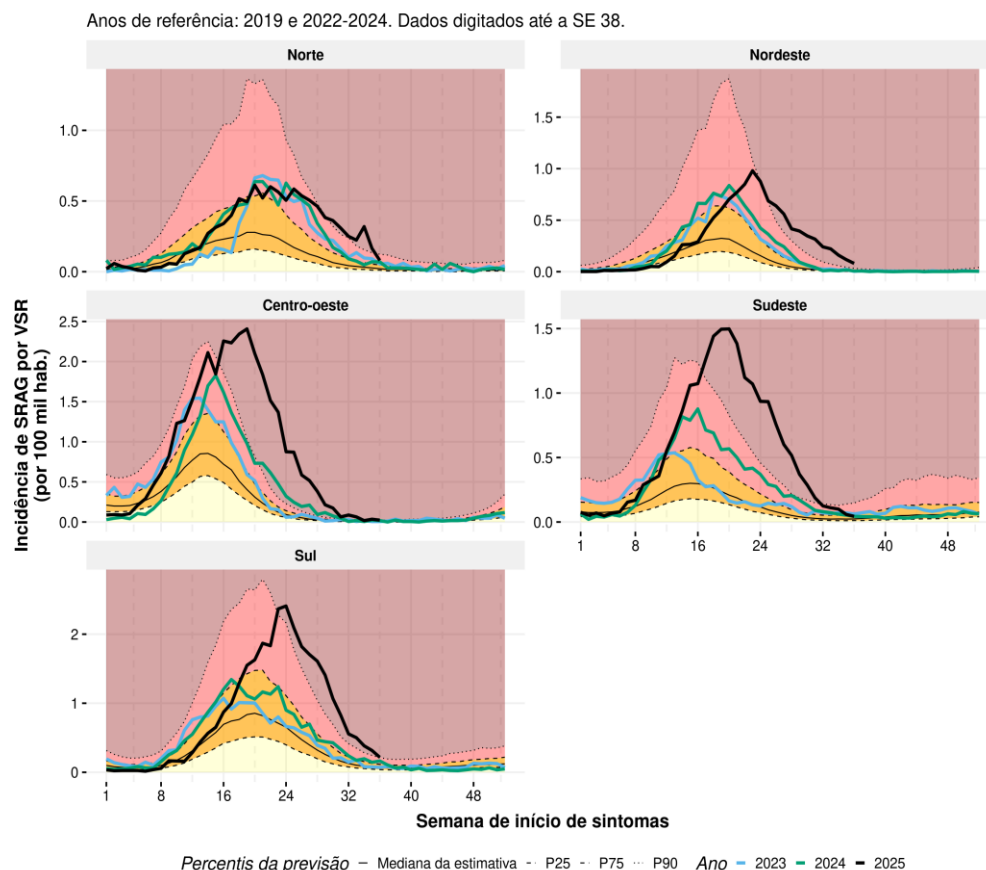 Anos de referência: 2019 e 2022-2024. Dados digitados até a SE 38.
Norte
Nordeste
1.0
0.5
0.0
1.5
1.0
0.5
0.0
Centro-oeste
Sudeste
2.5
2.0
1.5
1.0
0.5
0.0
1.5
1.0
0.5
0.0
1 8 16 24 32 40 48
Sul
2
1
0
1 8 16 24 32 40 48
Incidência de SRAG por VSR
(por 100 mil hab.)
Semana de início de sintomas
Percentis da previsão Mediana da estimativa P25 P75 P90 Ano 2023 2024 2025